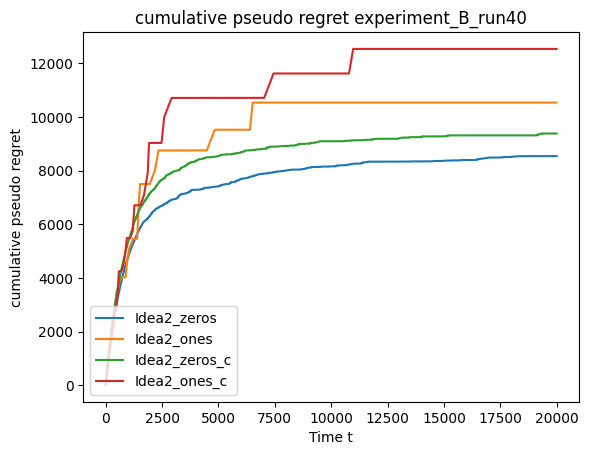 cumulative pseudo regret experiment_B_run40
cumulative pseudo regret
12000
10000
8000
6000
4000
2000
0
Idea2_zeros
Idea2_ones
Idea2_zeros_c
Idea2_ones_c
0 2500 5000 7500 10000 12500 15000 17500 20000
Time t